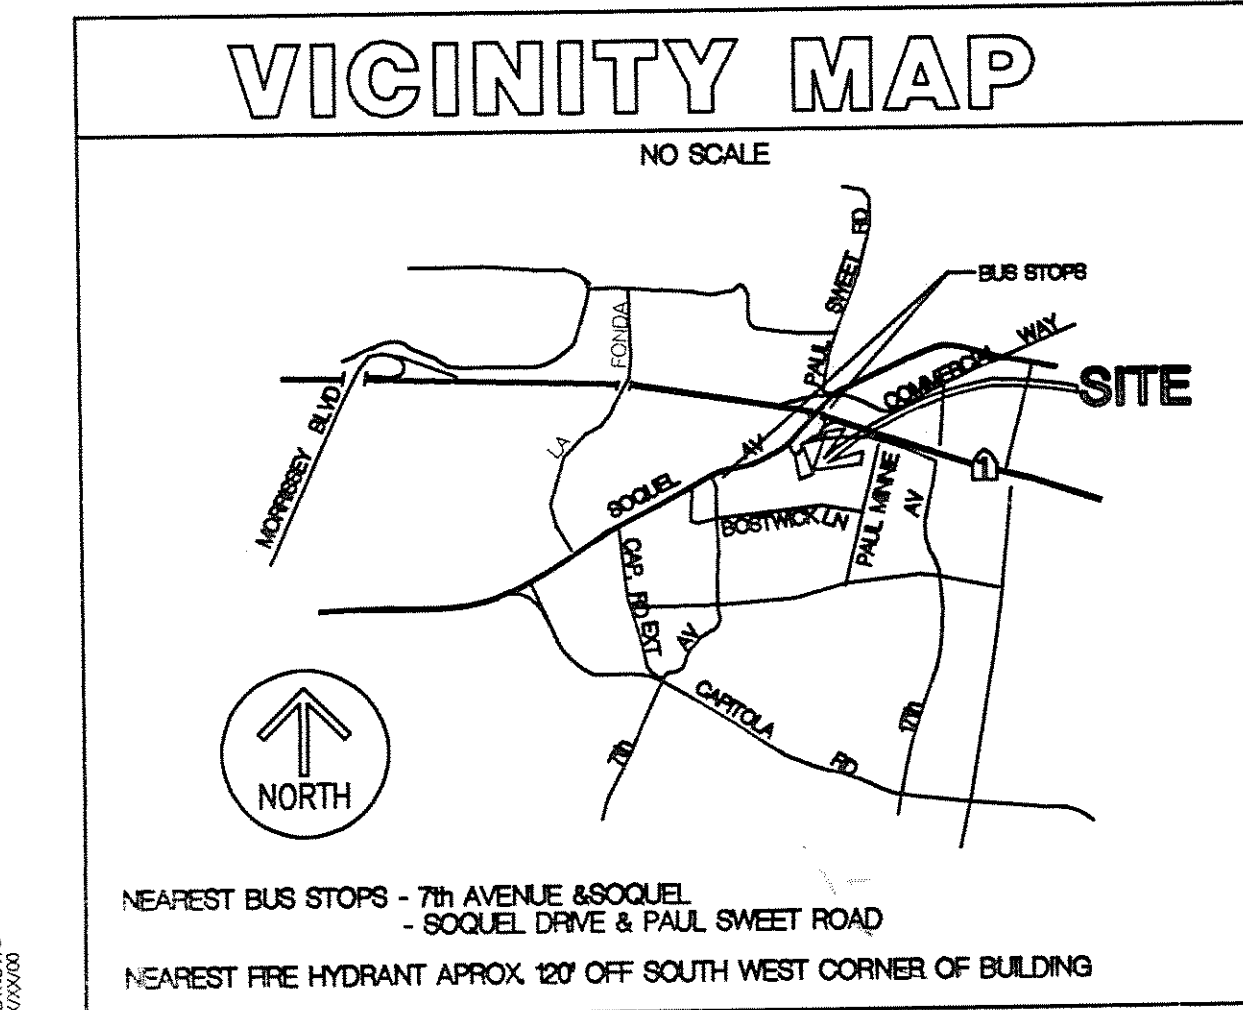 VICINITY MAP
NO SCALE
PAUL SWEET RD
BUS STOPS
FONDA
COMMERCIAL WAY
SITE
MORRISSEY BLVD
LA
AV
SOQUEL
1
BOSTWICK LN
PAUL MINNE
AV
CAP. RD EXT
AV
CAPITOLA RD
7th
17th
NORTH
NEAREST BUS STOPS - 7th AVENUE &SOQUEL
- SOQUEL DRIVE & PAUL SWEET ROAD
NEAREST FIRE HYDRANT APROX. 120' OFF SOUTH WEST CORNER OF BUILDING